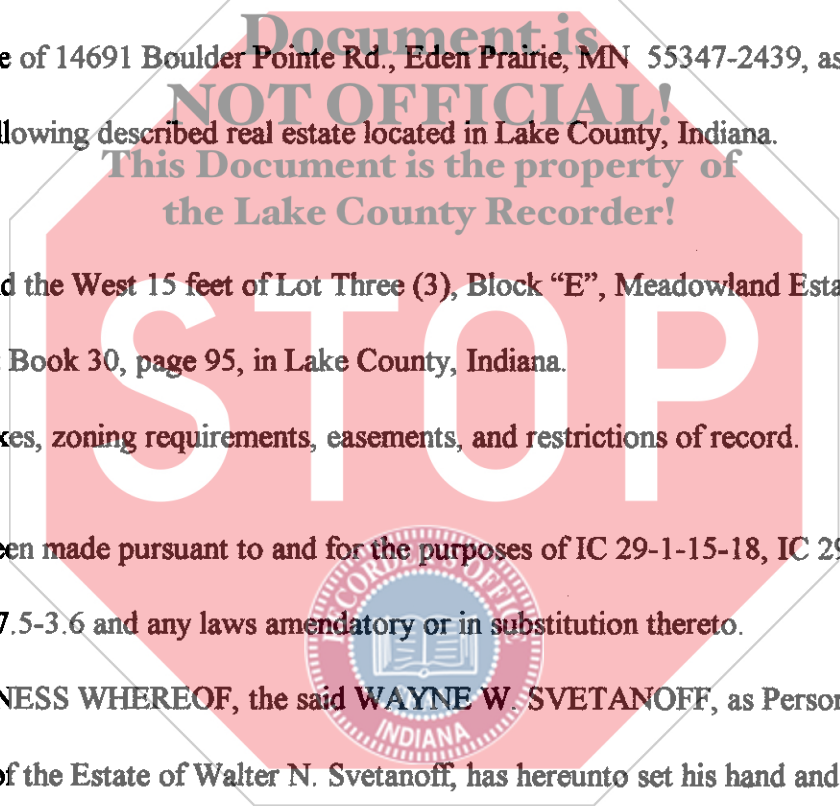 Document is
e of 14691 Boulder Pointe Rd., Eden Prairie, MN 55347-2439, as
NOT OFFICIAL!
llowing described real estate located in Lake County, Indiana.
This Document is the property of
the Lake County Recorder!
d the West 15 feet of Lot Three (3), Block “E”, Meadowland Esta
STOP
Book 30, page 95, in Lake County, Indiana.
xes, zoning requirements, easements, and restrictions of record.
een made pursuant to and for the purposes of IC 29-1-15-18, IC 29
RECORDER'S OFFICE
7.5-3.6 and any laws amendatory or in substitution thereto.
NESS WHEREOF, the said WAYNE W. SVETANOFF, as Person
INDIANA
of the Estate of Walter N. Svetanoff, has hereunto set his hand and